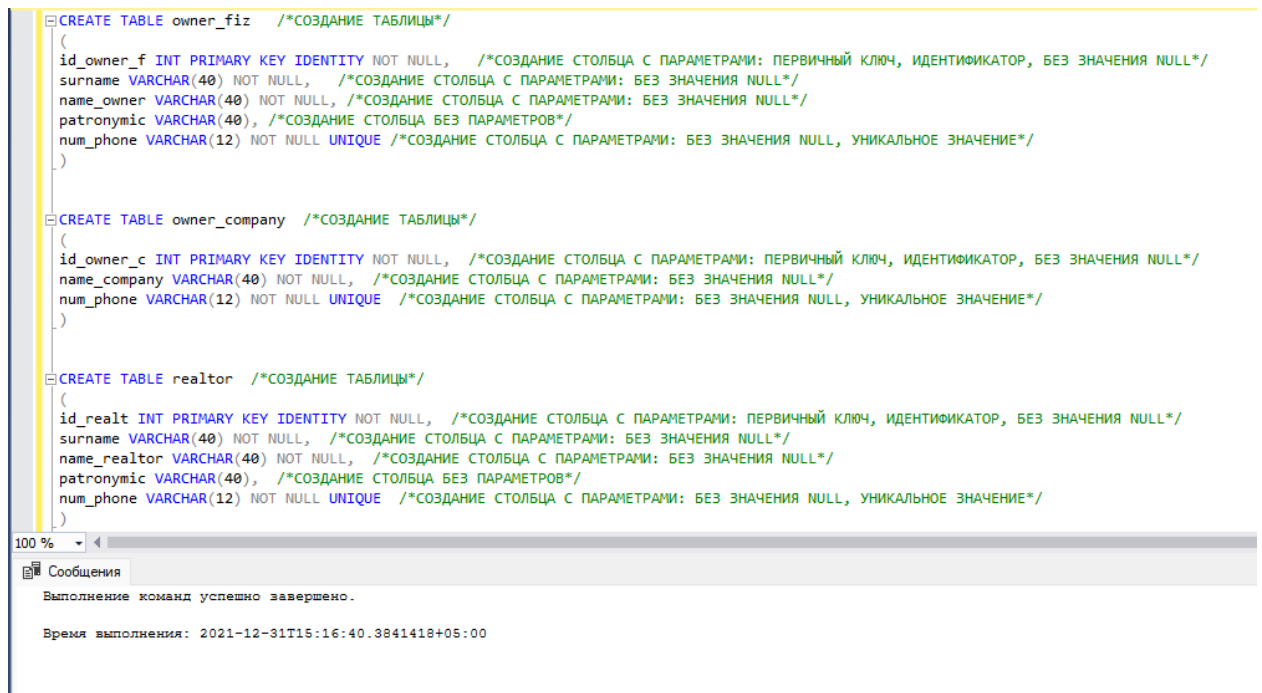 CREATE TABLE owner_fiz /*СОЗДАНИЕ ТАБЛИЦЫ*/
(
id_owner_f INT PRIMARY KEY IDENTITY NOT NULL, /*СОЗДАНИЕ СТОЛБЦА С ПАРАМЕТРАМИ: ПЕРВИЧНЫЙ КЛЮЧ, ИДЕНТИФИКАТОР, БЕЗ ЗНАЧЕНИЯ NULL*/
surname VARCHAR(40) NOT NULL, /*СОЗДАНИЕ СТОЛБЦА С ПАРАМЕТРАМИ: БЕЗ ЗНАЧЕНИЯ NULL*/
name_owner VARCHAR(40) NOT NULL, /*СОЗДАНИЕ СТОЛБЦА С ПАРАМЕТРАМИ: БЕЗ ЗНАЧЕНИЯ NULL*/
patronymic VARCHAR(40), /*СОЗДАНИЕ СТОЛБЦА БЕЗ ПАРАМЕТРОВ*/
num_phone VARCHAR(12) NOT NULL UNIQUE /*СОЗДАНИЕ СТОЛБЦА С ПАРАМЕТРАМИ: БЕЗ ЗНАЧЕНИЯ NULL, УНИКАЛЬНОЕ ЗНАЧЕНИЕ*/
)
CREATE TABLE owner_company /*СОЗДАНИЕ ТАБЛИЦЫ*/
(
id_owner_c INT PRIMARY KEY IDENTITY NOT NULL, /*СОЗДАНИЕ СТОЛБЦА С ПАРАМЕТРАМИ: ПЕРВИЧНЫЙ КЛЮЧ, ИДЕНТИФИКАТОР, БЕЗ ЗНАЧЕНИЯ NULL*/
name_company VARCHAR(40) NOT NULL, /*СОЗДАНИЕ СТОЛБЦА С ПАРАМЕТРАМИ: БЕЗ ЗНАЧЕНИЯ NULL*/
num_phone VARCHAR(12) NOT NULL UNIQUE /*СОЗДАНИЕ СТОЛБЦА С ПАРАМЕТРАМИ: БЕЗ ЗНАЧЕНИЯ NULL, УНИКАЛЬНОЕ ЗНАЧЕНИЕ*/
)
CREATE TABLE realtor /*СОЗДАНИЕ ТАБЛИЦЫ*/
(
id_realt INT PRIMARY KEY IDENTITY NOT NULL, /*СОЗДАНИЕ СТОЛБЦА С ПАРАМЕТРАМИ: ПЕРВИЧНЫЙ КЛЮЧ, ИДЕНТИФИКАТОР, БЕЗ ЗНАЧЕНИЯ NULL*/
surname VARCHAR(40) NOT NULL, /*СОЗДАНИЕ СТОЛБЦА С ПАРАМЕТРАМИ: БЕЗ ЗНАЧЕНИЯ NULL*/
name_realtor VARCHAR(40) NOT NULL, /*СОЗДАНИЕ СТОЛБЦА С ПАРАМЕТРАМИ: БЕЗ ЗНАЧЕНИЯ NULL*/
patronymic VARCHAR(40), /*СОЗДАНИЕ СТОЛБЦА БЕЗ ПАРАМЕТРОВ*/
num_phone VARCHAR(12) NOT NULL UNIQUE /*СОЗДАНИЕ СТОЛБЦА С ПАРАМЕТРАМИ: БЕЗ ЗНАЧЕНИЯ NULL, УНИКАЛЬНОЕ ЗНАЧЕНИЕ*/
)
100 %
Сообщения
Выполнение команд успешно завершено.
Время выполнения: 2021-12-31T15:16:40.3841418+05:00